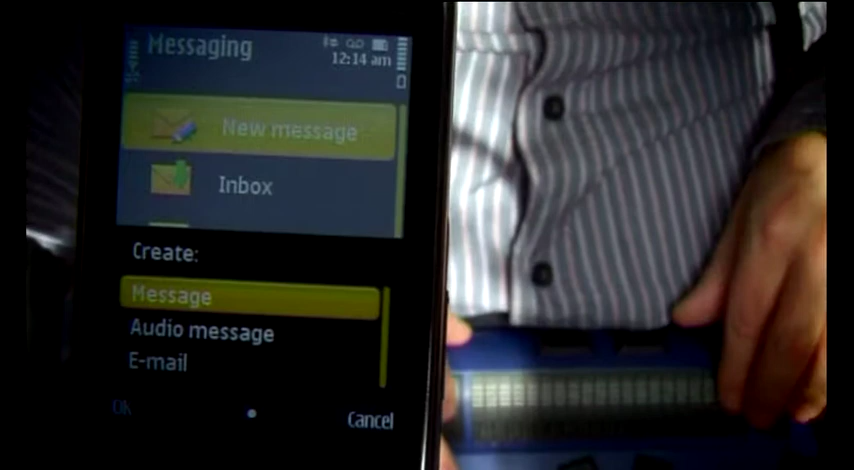 Messaging
12:14 am
New message
Inbox
Create:
Message
Audio message
E-mail
OK
Cancel